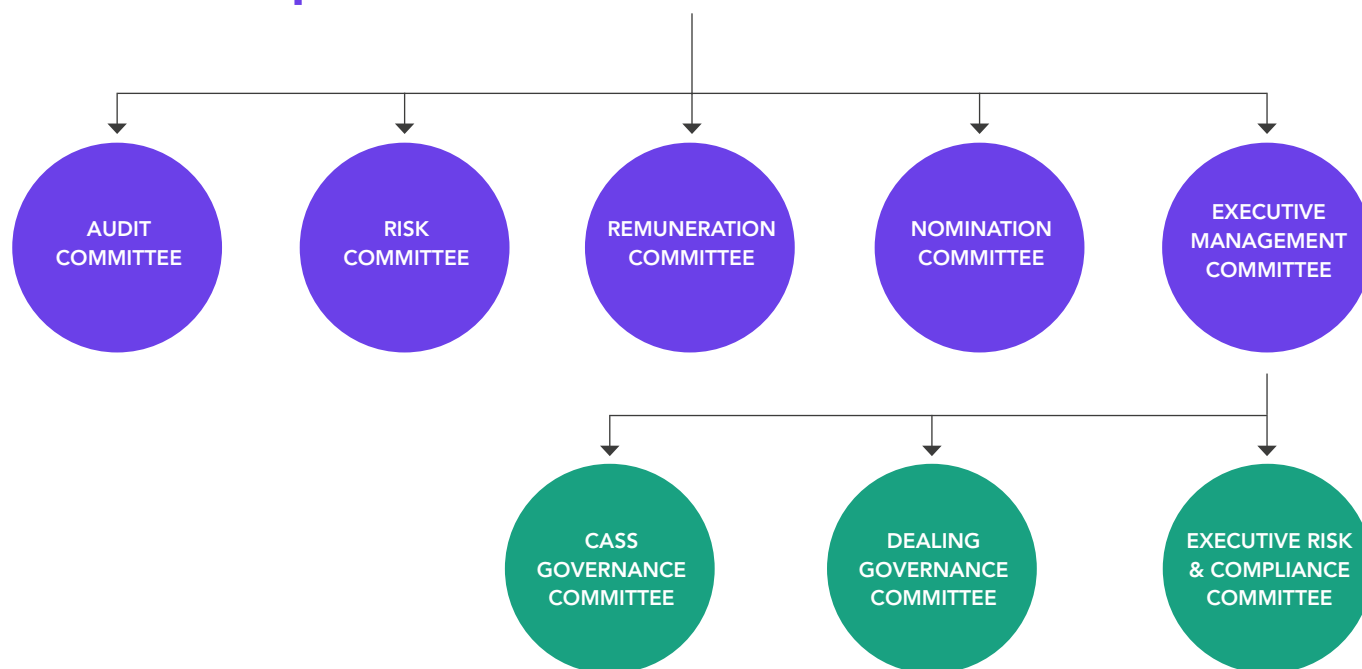 AUDIT
COMMITTEE
RISK
COMMITTEE
REMUNERATION
COMMITTEE
NOMINATION
COMMITTEE
EXECUTIVE
MANAGEMENT
COMMITTEE
CASS
GOVERNANCE
COMMITTEE
DEALING
GOVERNANCE
COMMITTEE
EXECUTIVE RISK
& COMPLIANCE
COMMITTEE